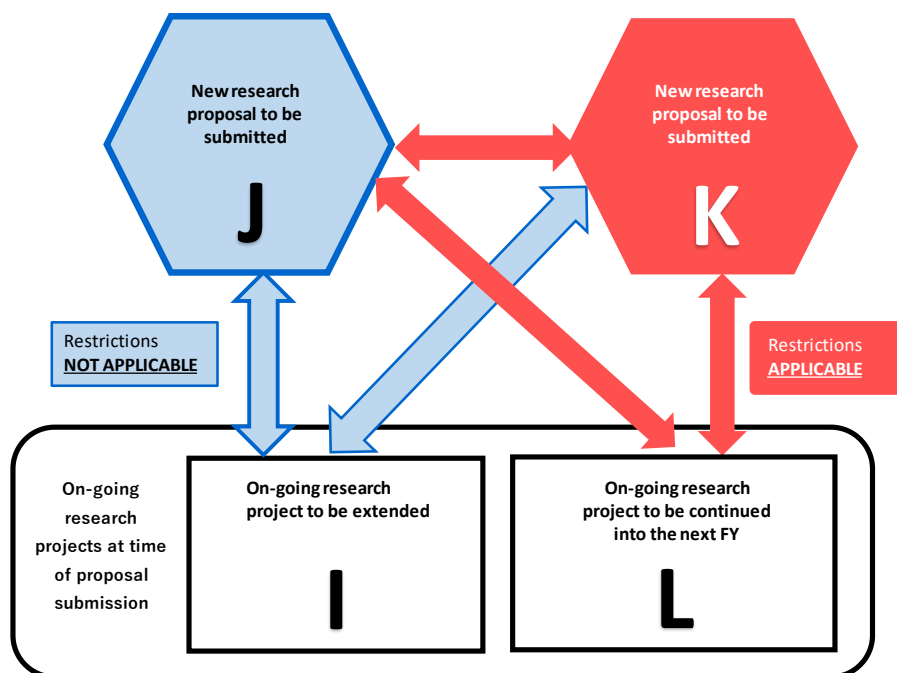 New research
proposal to be
submitted
J
New research
proposal to be
submitted
K
Restrictions
NOT APPLICABLE
Restrictions
APPLICABLE
On-going
research
projects at time
of proposal
submission
On-going research
project to be extended
I
On-going research
project to be continued
into the next FY
L